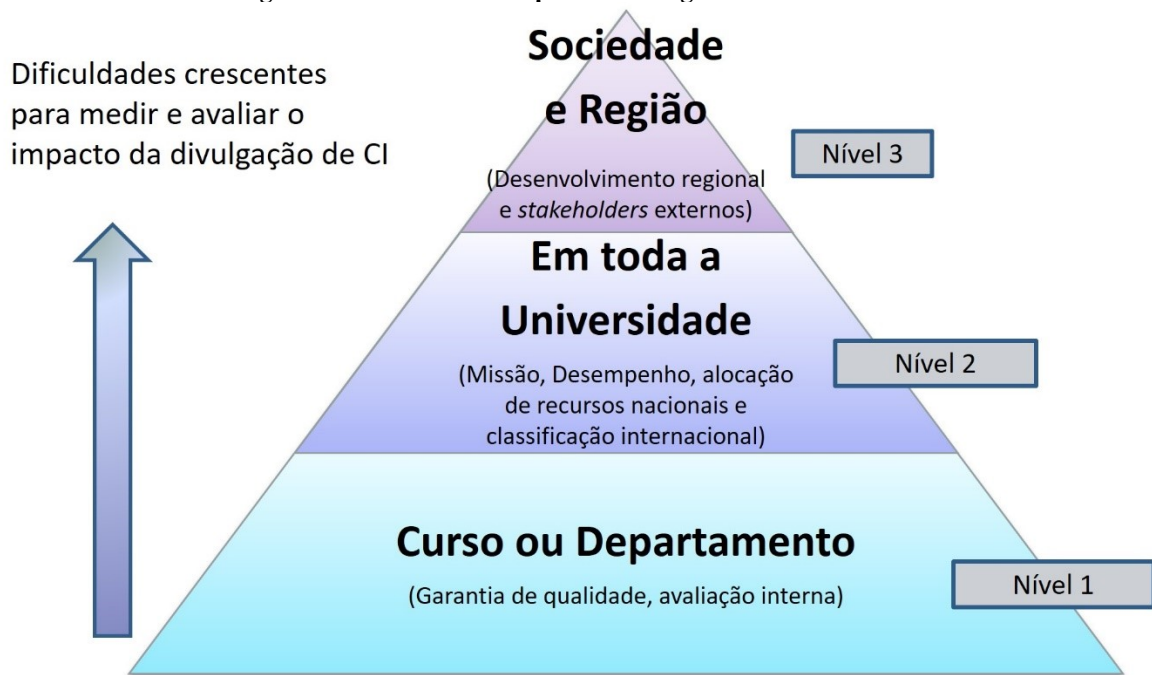 Sociedade
e Região
(Desenvolvimento regional
e stakeholders externos)
Dificuldades crescentes
para medir e avaliar o
impacto da divulgação de CI
Nível 3
Em toda a
Universidade
(Missão, Desempenho, alocação
de recursos nacionais e
classificação internacional)
Nível 2
Curso ou Departamento
(Garantia de qualidade, avaliação interna)
Nível 1